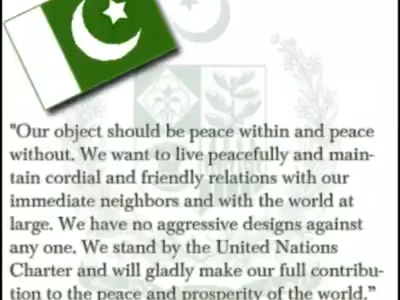 "Our object should be peace within and peace
without. We want to live peacefully and main-
tain cordial and friendly relations with our
immediate neighbors and with the world at
large. We have no aggressive designs against
any one. We stand by the United Nations
Charter and will gladly make our full contribu-
tion to the peace and prosperity of the world.”